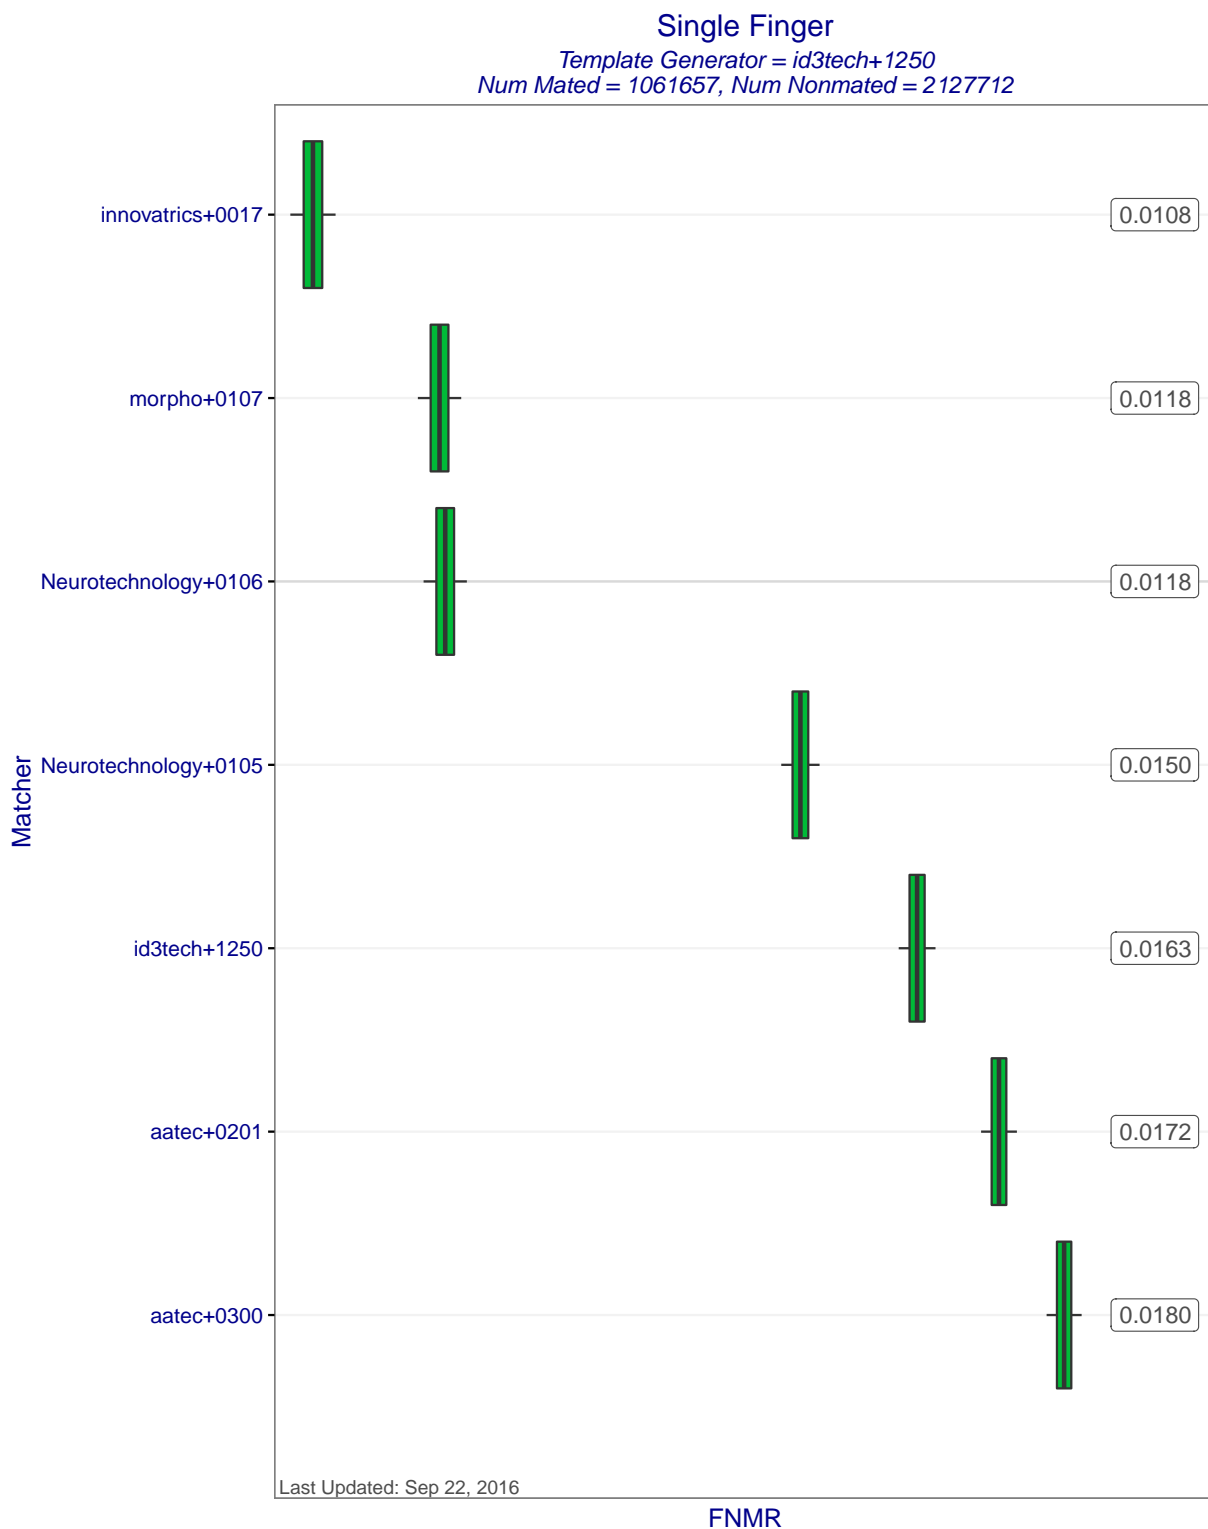 Single Finger
Template Generator = id3tech+1250
Num Mated = 1061657, Num Nonmated = 2127712
innovatrics+0017
0.0108
morpho+0107
0.0118
Neurotechnology+0106
0.0118
Neurotechnology+0105
0.0150
Matcher
id3tech+1250
0.0163
aatec+0201
0.0172
aatec+0300
0.0180
Last Updated: Sep 22, 2016
FNMR